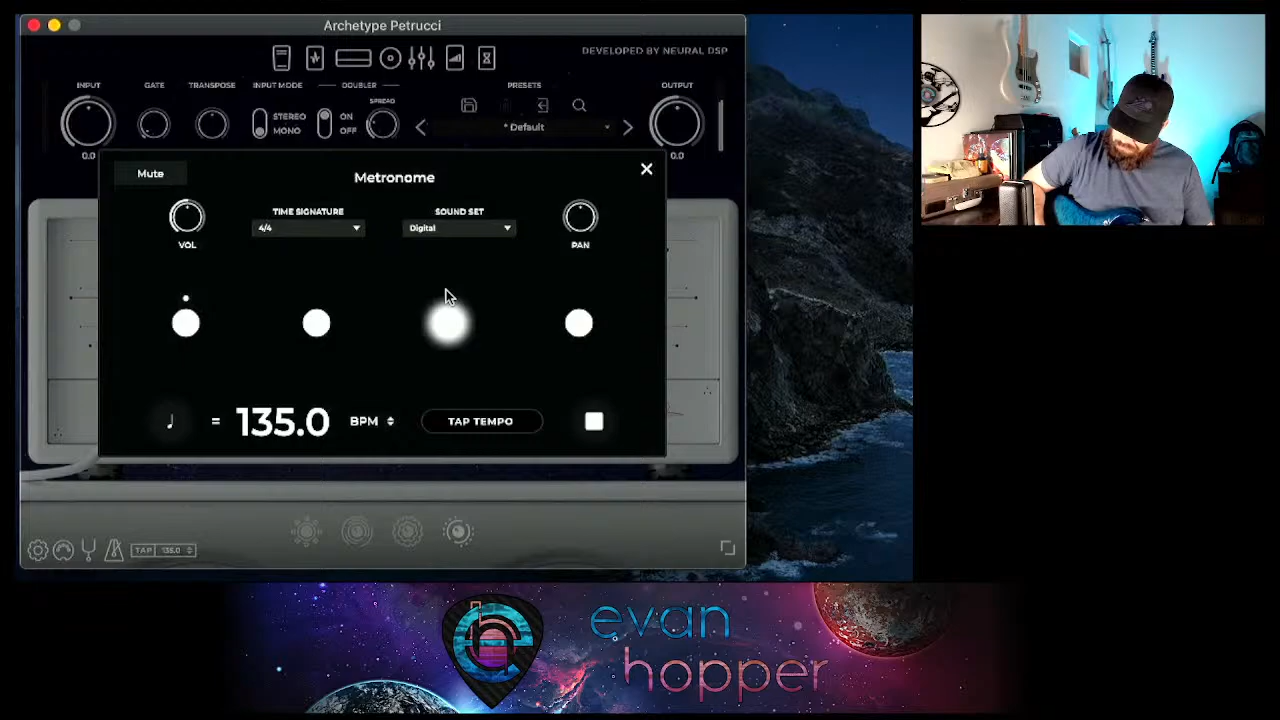 Archetype Petrucci
DEVELOPED BY NEURAL DSP
INPUT
GATE
TRANSPOSE
INPUT MODE
DOUBLER
SPREAD
PRESETS
OUTPUT
STEREO
MONO
ON
OFF
* Default
0.0
0.0
Mute
Metronome
TIME SIGNATURE
SOUND SET
4/4
Digital
VOL
PAN
♩ = 135.0 BPM
TAP TEMPO
TAP 135.0
evan
hopper